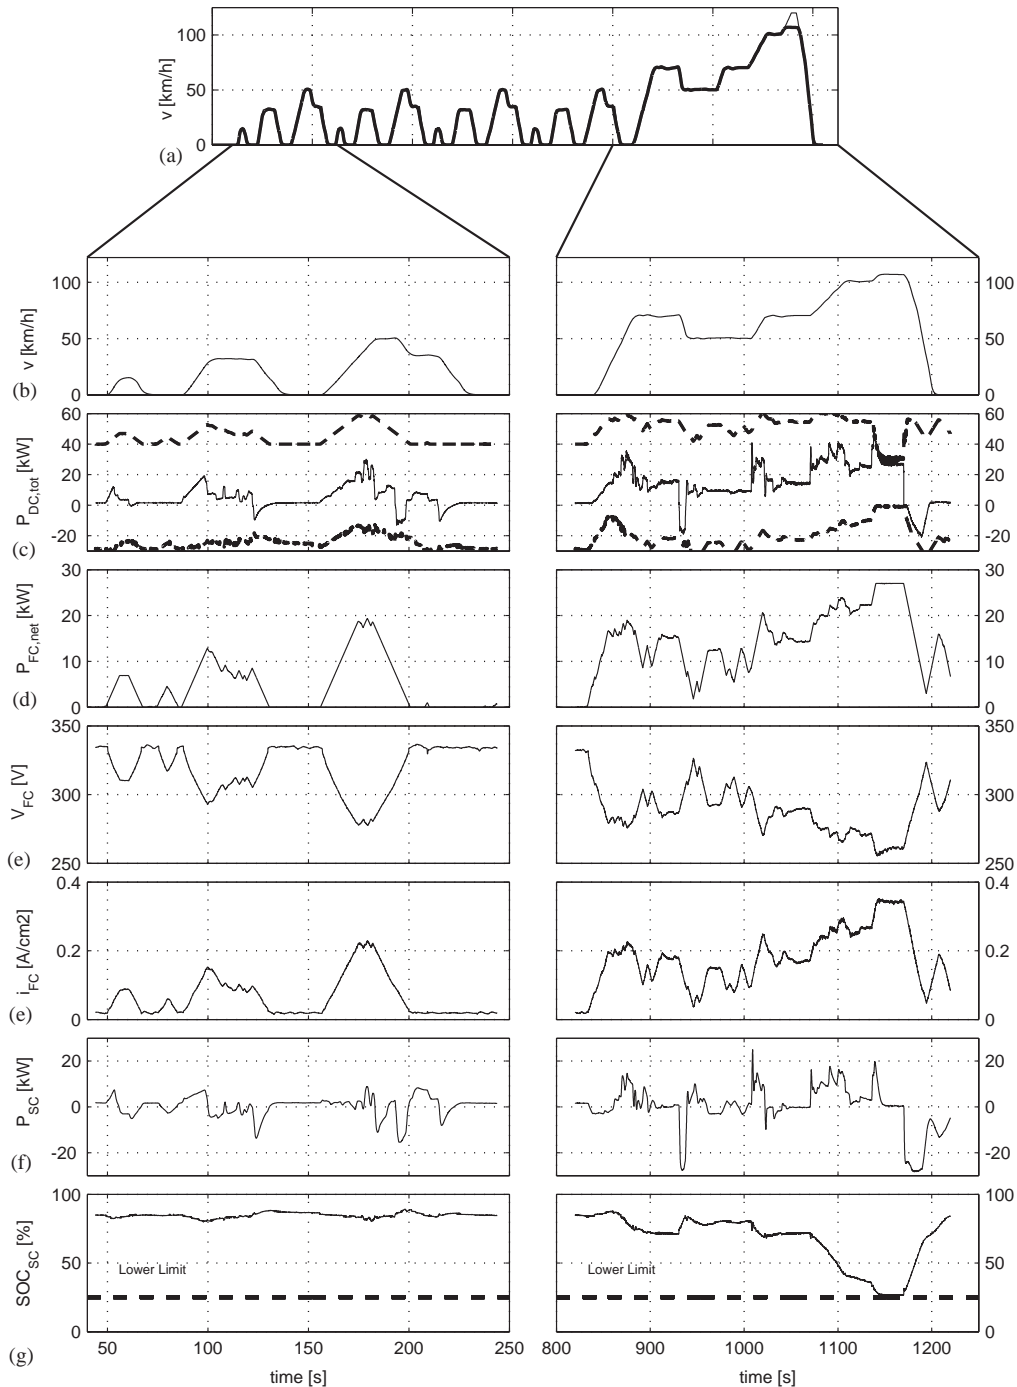 100
50
0
v [km/h]
(a)
100
50
0
v [km/h]
(b)
100
50
0
60
40
20
0
-20
P_DC,tot [kW]
(c)
60
40
20
0
-20
30
20
10
0
P_FC,net [kW]
(d)
30
20
10
0
350
300
250
V_FC [V]
(e)
350
300
250
0.4
0.2
0
i_FC [A/cm2]
(e)
0.4
0.2
0
20
0
-20
P_SC [kW]
(f)
20
0
-20
100
50
0
SOC_SC [%]
(g)
Lower Limit
Lower Limit
100
50
0
50 100 150 200 250
800 900 1000 1100 1200
time [s]
time [s]